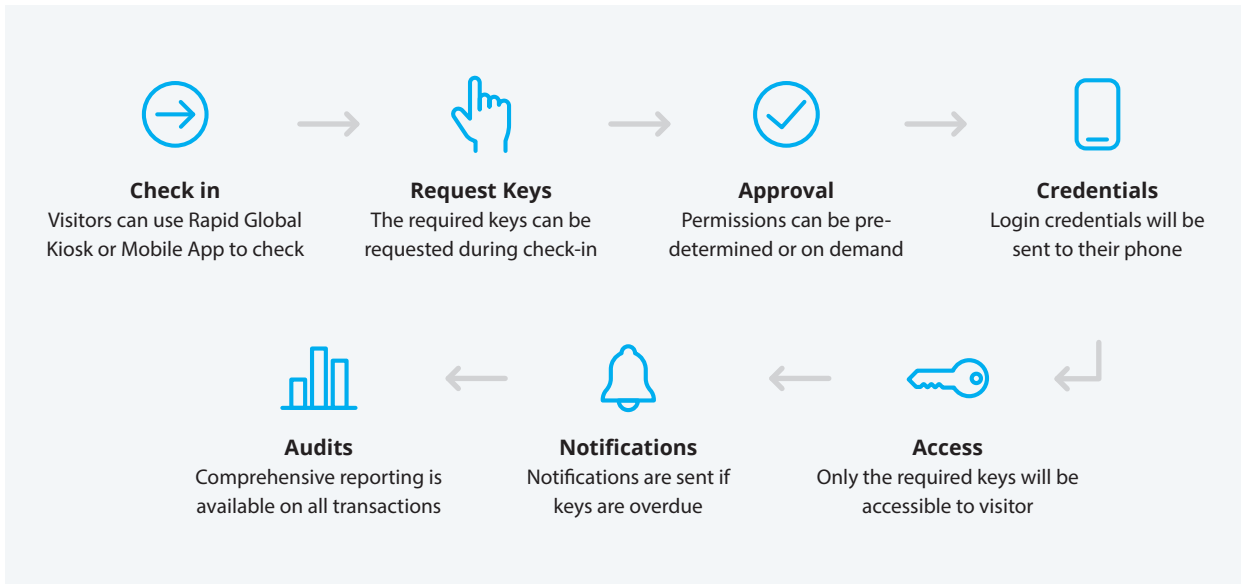 Check in
Visitors can use Rapid Global
Kiosk or Mobile App to check
Request Keys
The required keys can be
requested during check-in
Approval
Permissions can be pre-
determined or on demand
Credentials
Login credentials will be
sent to their phone
Access
Only the required keys will be
accessible to visitor
Notifications
Notifications are sent if
keys are overdue
Audits
Comprehensive reporting is
available on all transactions